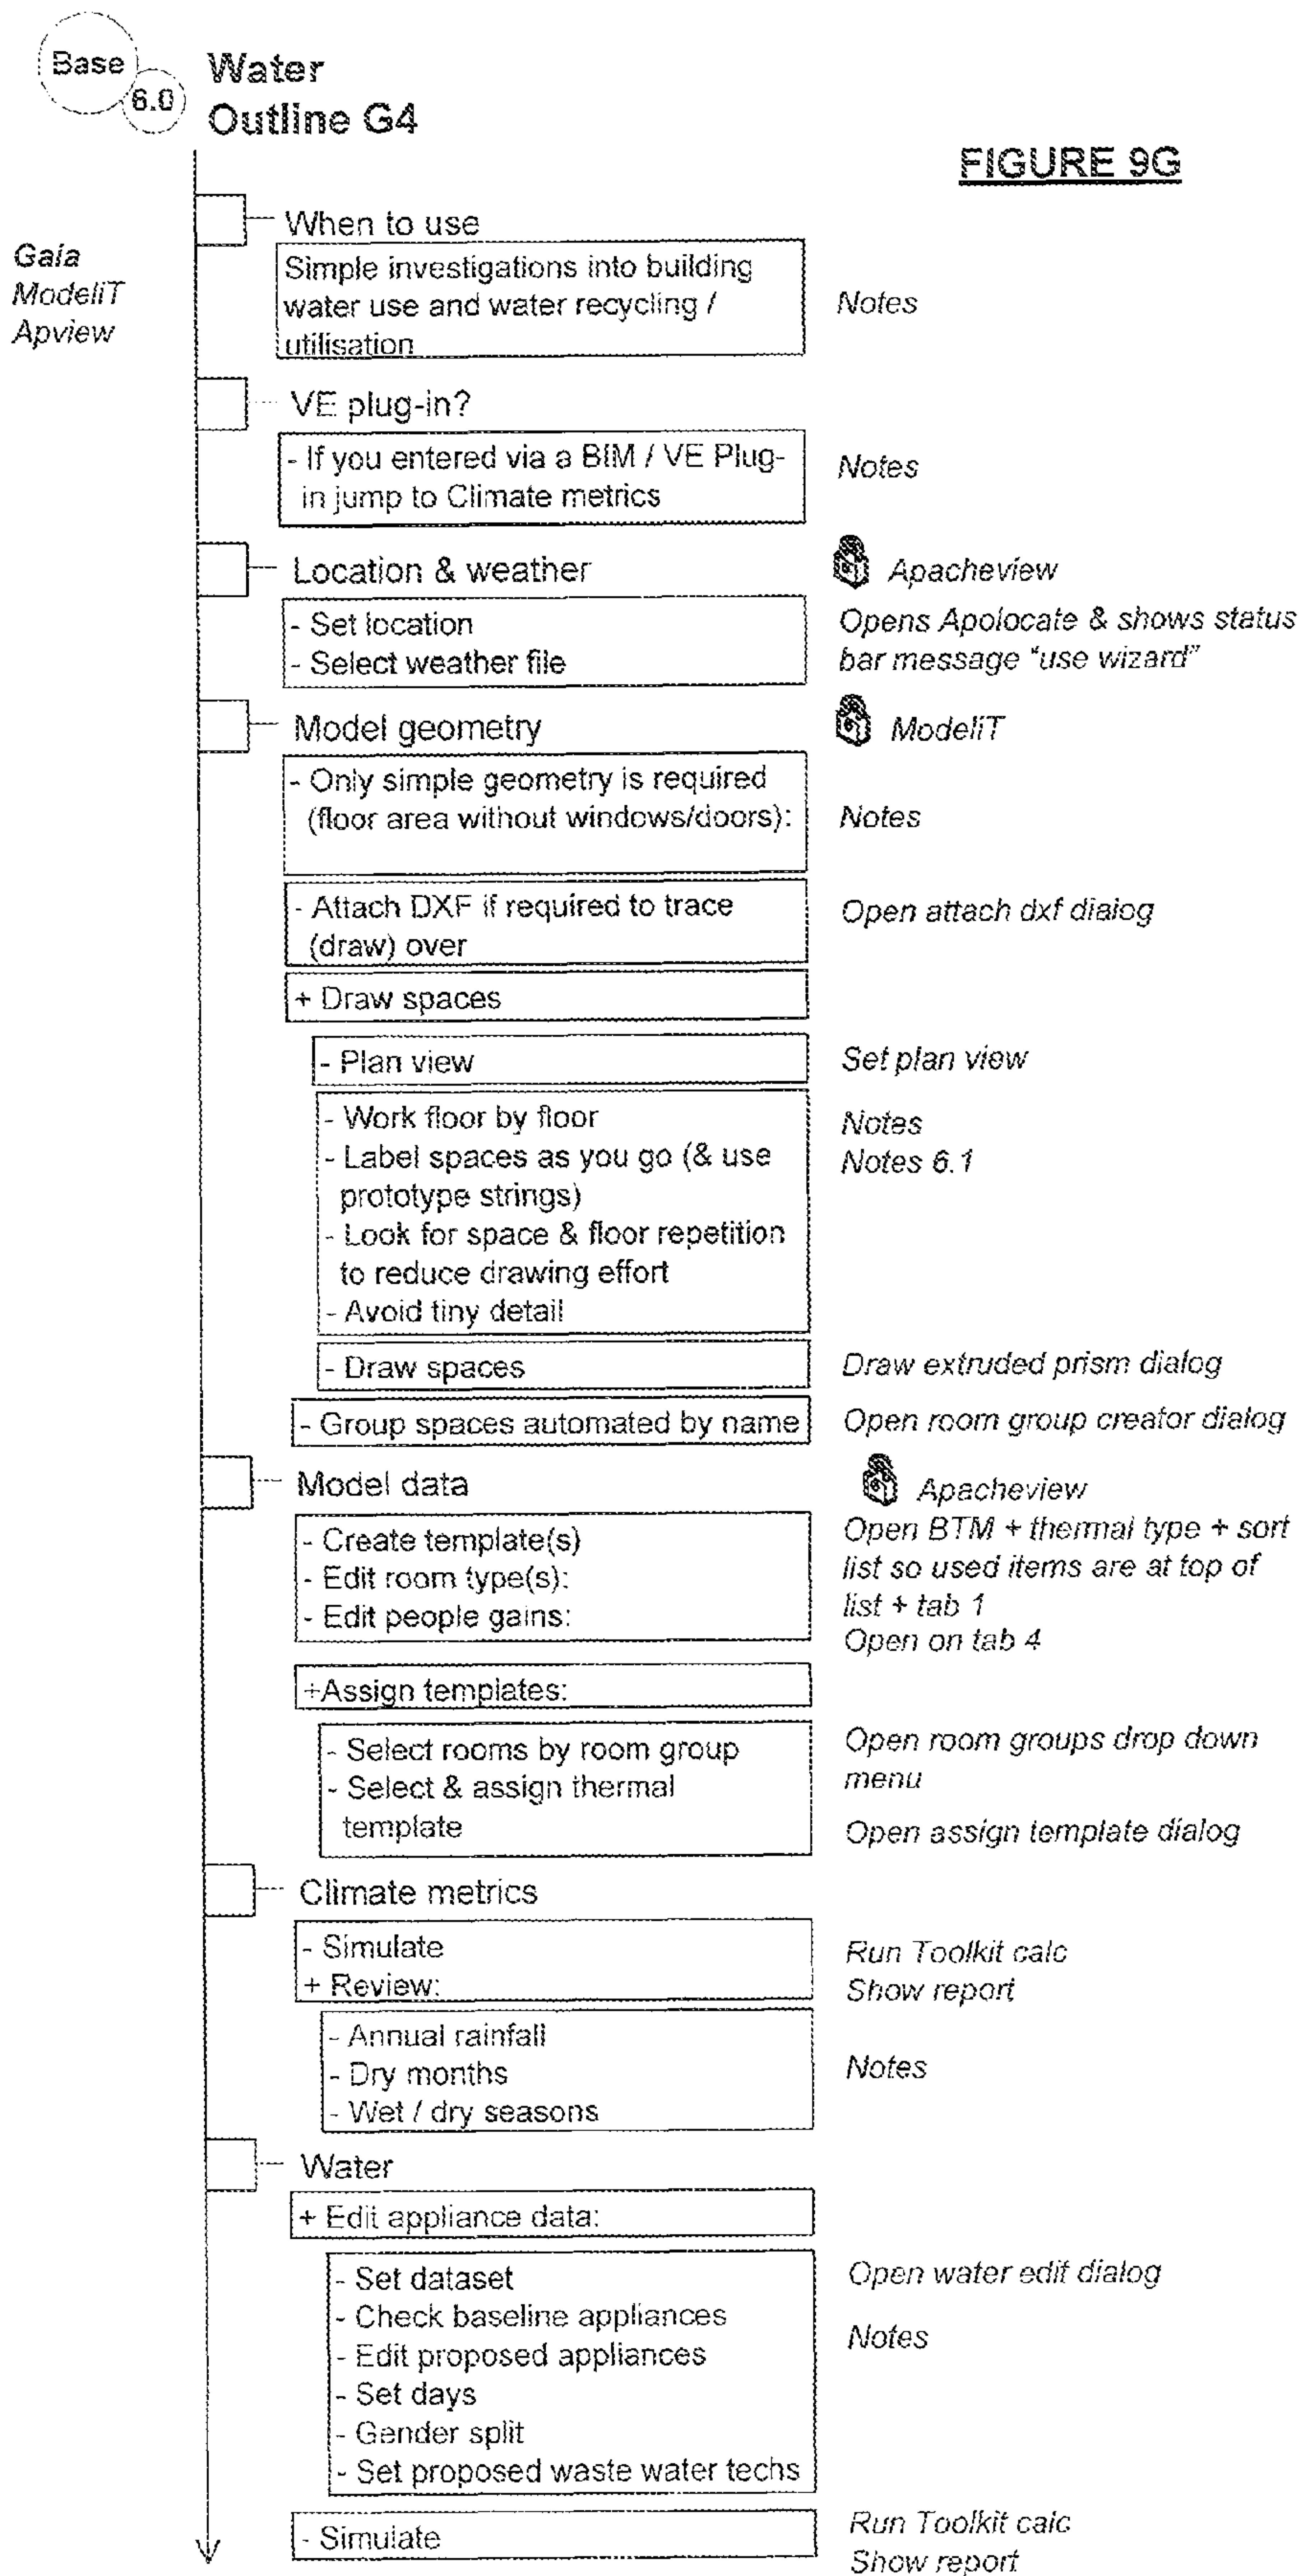 Base
6.0
Water
Outline G4
FIGURE 9G
Gaia
ModeliT
Apview
When to use
Simple investigations into building
water use and water recycling /
utilisation
Notes
VE plug-in?
- If you entered via a BIM / VE Plug-
in jump to Climate metrics
Notes
Location & weather
Apacheview
- Set location
- Select weather file
Opens Apolocate & shows status
bar message "use wizard"
Model geometry
ModeliT
- Only simple geometry is required
(floor area without windows/doors):
Notes
- Attach DXF if required to trace
(draw) over
Open attach dxf dialog
+ Draw spaces
- Plan view
Set plan view
- Work floor by floor
- Label spaces as you go (& use
prototype strings)
- Look for space & floor repetition
to reduce drawing effort
- Avoid tiny detail
Notes
Notes 6.1
- Draw spaces
Draw extruded prism dialog
- Group spaces automated by name
Open room group creator dialog
Model data
Apacheview
- Create template(s)
- Edit room type(s):
- Edit people gains:
Open BTM + thermal type + sort
list so used items are at top of
list + tab 1
Open on tab 4
+Assign templates:
- Select rooms by room group
- Select & assign thermal
template
Open room groups drop down
menu
Open assign template dialog
Climate metrics
- Simulate
+ Review:
Run Toolkit calc
Show report
- Annual rainfall
- Dry months
- Wet / dry seasons
Notes
Water
+ Edit appliance data:
- Set dataset
- Check baseline appliances
- Edit proposed appliances
- Set days
- Gender split
- Set proposed waste water techs
Open water edit dialog
Notes
- Simulate
Run Toolkit calc
Show report